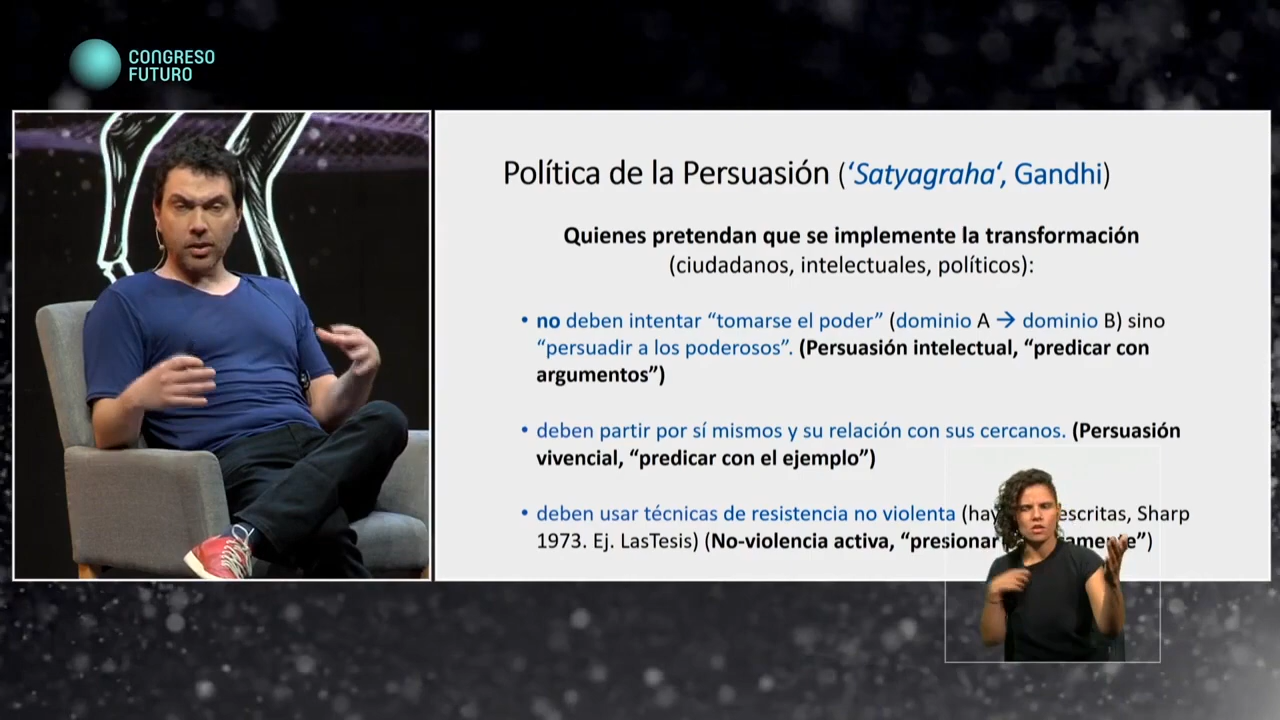 CONGRESO
FUTURO
Política de la Persuasión (‘Satyagraha‘, Gandhi)
Quienes pretendan que se implemente la transformación
(ciudadanos, intelectuales, políticos):
• no deben intentar “tomarse el poder” (dominio A → dominio B) sino
“persuadir a los poderosos”. (Persuasión intelectual, “predicar con
argumentos”)
• deben partir por sí mismos y su relación con sus cercanos. (Persuasión
vivencial, “predicar con el ejemplo”)
• deben usar técnicas de resistencia no violenta (hay escritas, Sharp
1973. Ej. LasTesis) (No-violencia activa, “presionar